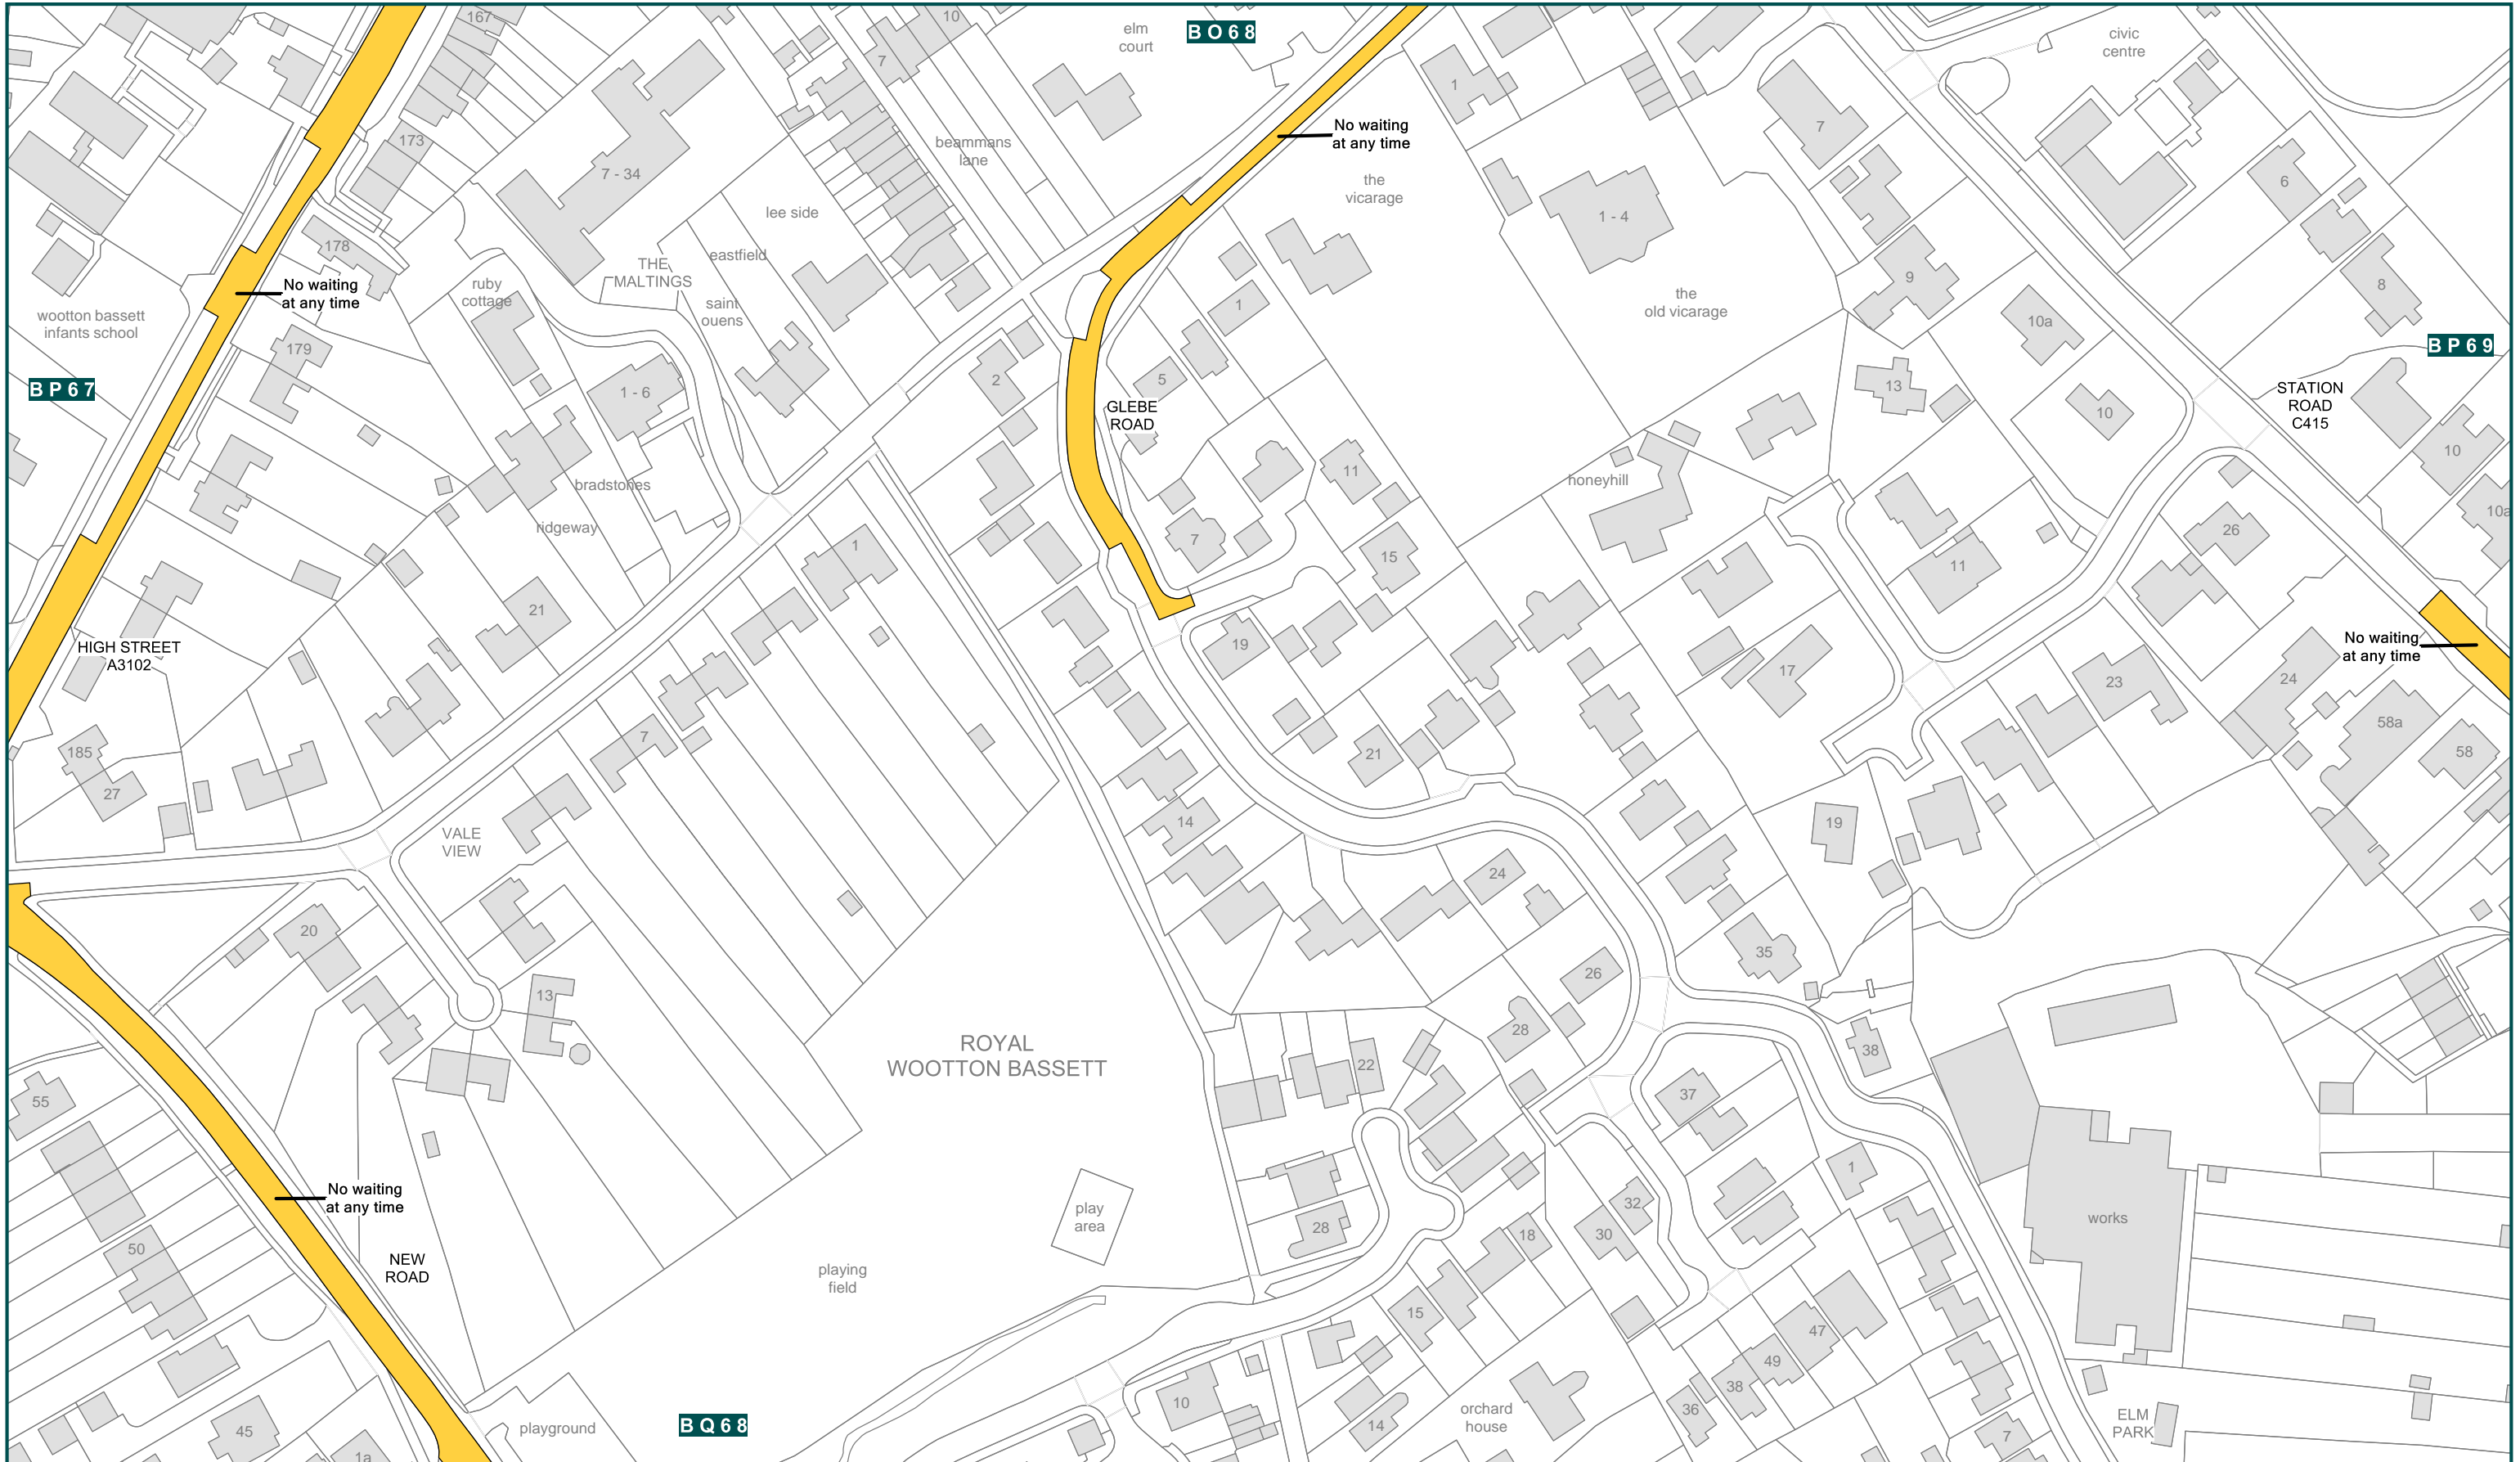 167
10
elm
court
BO68
civic
centre
7
1
7
No waiting
at any time
173
beammans
lane
7 - 34
the
vicarage
6
lee side
1 - 4
178
eastfield
THE
MALTINGS
9
8
ruby
cottage
No waiting
at any time
saint
ouens
1
the
old vicarage
wootton bassett
infants school
10a
179
BP69
2
5
13
BP67
1 - 6
GLEBE
ROAD
10
STATION
ROAD
C415
10
11
honeyhill
bradstones
10a
ridgeway
7
26
1
15
11
21
19
HIGH STREET
A3102
No waiting
at any time
17
23
24
7
58a
185
21
58
27
14
19
VALE
VIEW
24
20
35
26
13
28
ROYAL
WOOTTON BASSETT
38
22
37
55
1
No waiting
at any time
32
play
area
works
28
30
18
50
NEW
ROAD
playing
field
15
47
49
38
10
36
orchard
house
14
BQ68
playground
ELM
PARK
45
7
1a